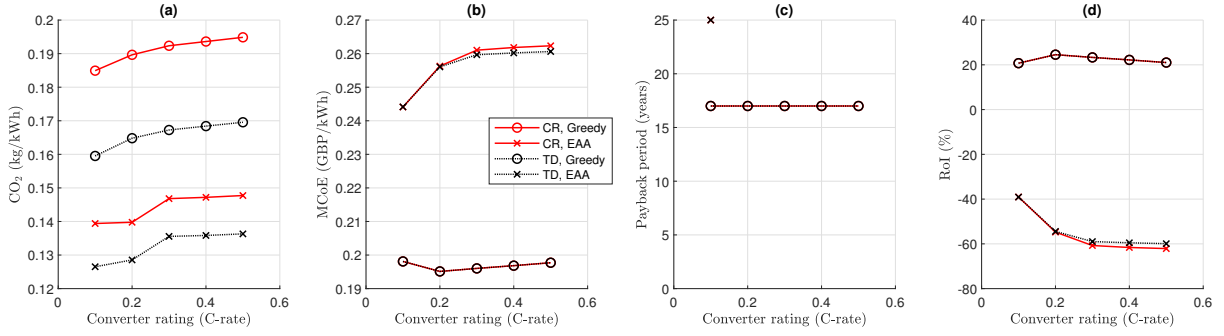 (a)
0.2
0.19
0.18
0.17
0.16
0.15
0.14
0.13
0.12
0
0.2
0.4
0.6
CO2 (kg/kWh)
Converter rating (C-rate)
(b)
0.27
0.26
0.25
0.24
0.23
0.22
0.21
0.2
0.19
0
0.2
0.4
0.6
MCoE (GBP/kWh)
Converter rating (C-rate)
CR, Greedy
CR, EAA
TD, Greedy
TD, EAA
(c)
25
20
15
10
5
0
0
0.2
0.4
0.6
Payback period (years)
Converter rating (C-rate)
(d)
40
20
0
-20
-40
-60
-80
0
0.2
0.4
0.6
RoI (%)
Converter rating (C-rate)